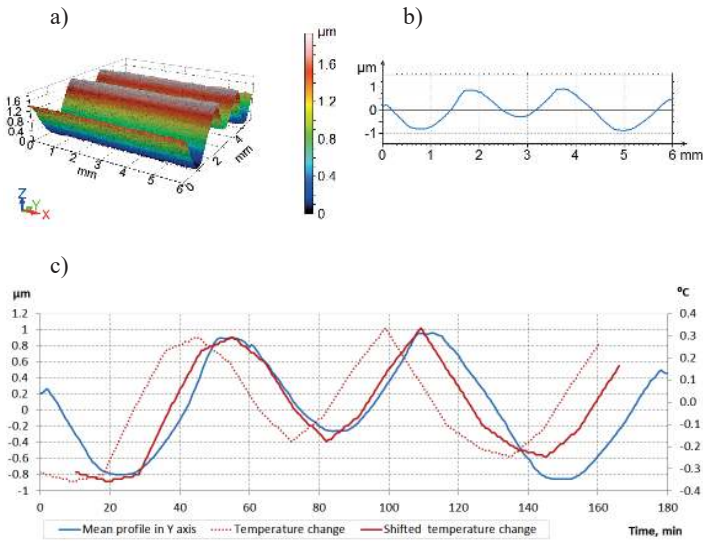 a)
µm
1.6
1.2
0.8
0.4
0
1.6
1.2
0.8
0.4
0
0
1
2
3
4
5
6
mm
0
2
4
mm
Z
Y
X
b)
µm
1
0
-1
0 1 2 3 4 5 6 mm
c)
µm
1.2
1
0.8
0.6
0.4
0.2
0
-0.2
-0.4
-0.6
-0.8
-1
ºC
0.4
0.3
0.2
0.1
0.0
-0.1
-0.2
-0.3
-0.4
0 20 40 60 80 100 120 140 160 180
Mean profile in Y axis Temperature change Shifted temperature change Time, min